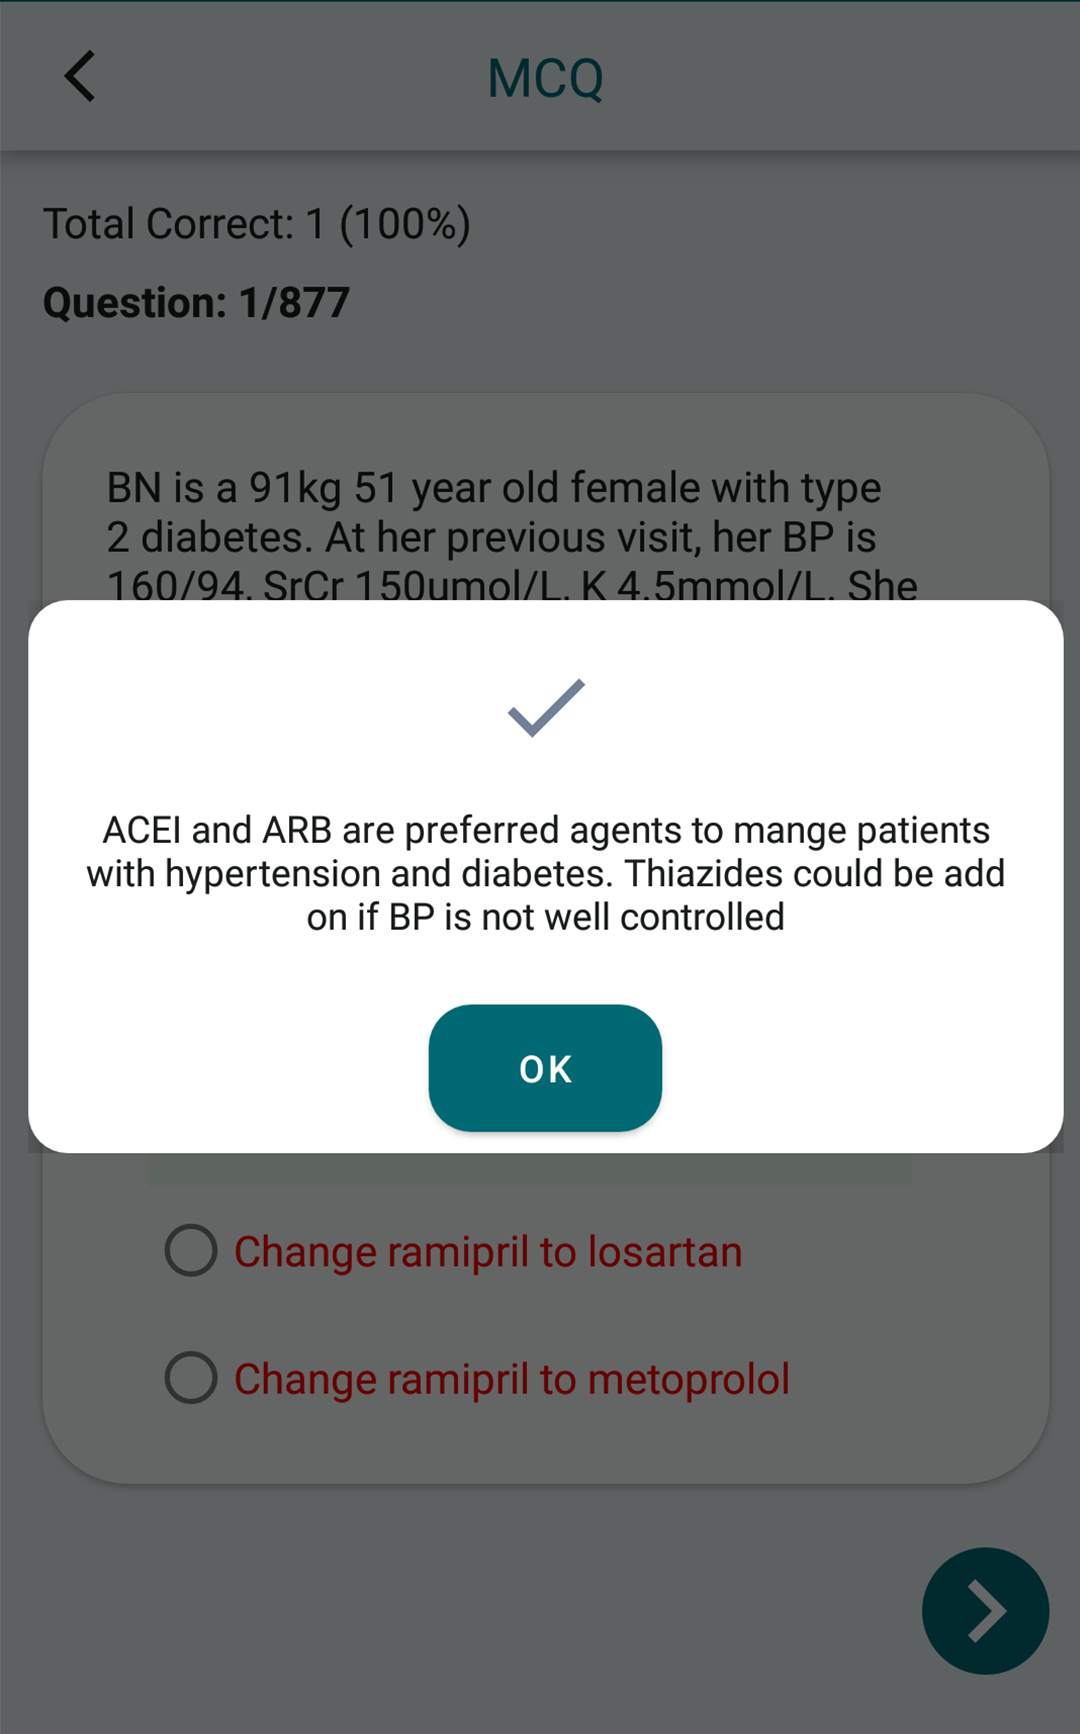 MCQ
Total Correct: 1 (100%)
Question: 1/877
BN is a 91kg 51 year old female with type
2 diabetes. At her previous visit, her BP is
160/94, SrCr 150umol/L, K 4.5mmol/L. She
ACEI and ARB are preferred agents to mange patients
with hypertension and diabetes. Thiazides could be add
on if BP is not well controlled
OK
Change ramipril to losartan
Change ramipril to metoprolol